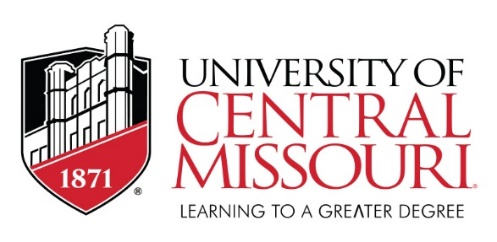 UNIVERSITY OF
CENTRAL
MISSOURI®
LEARNING TO A GREATER DEGREE
1871®